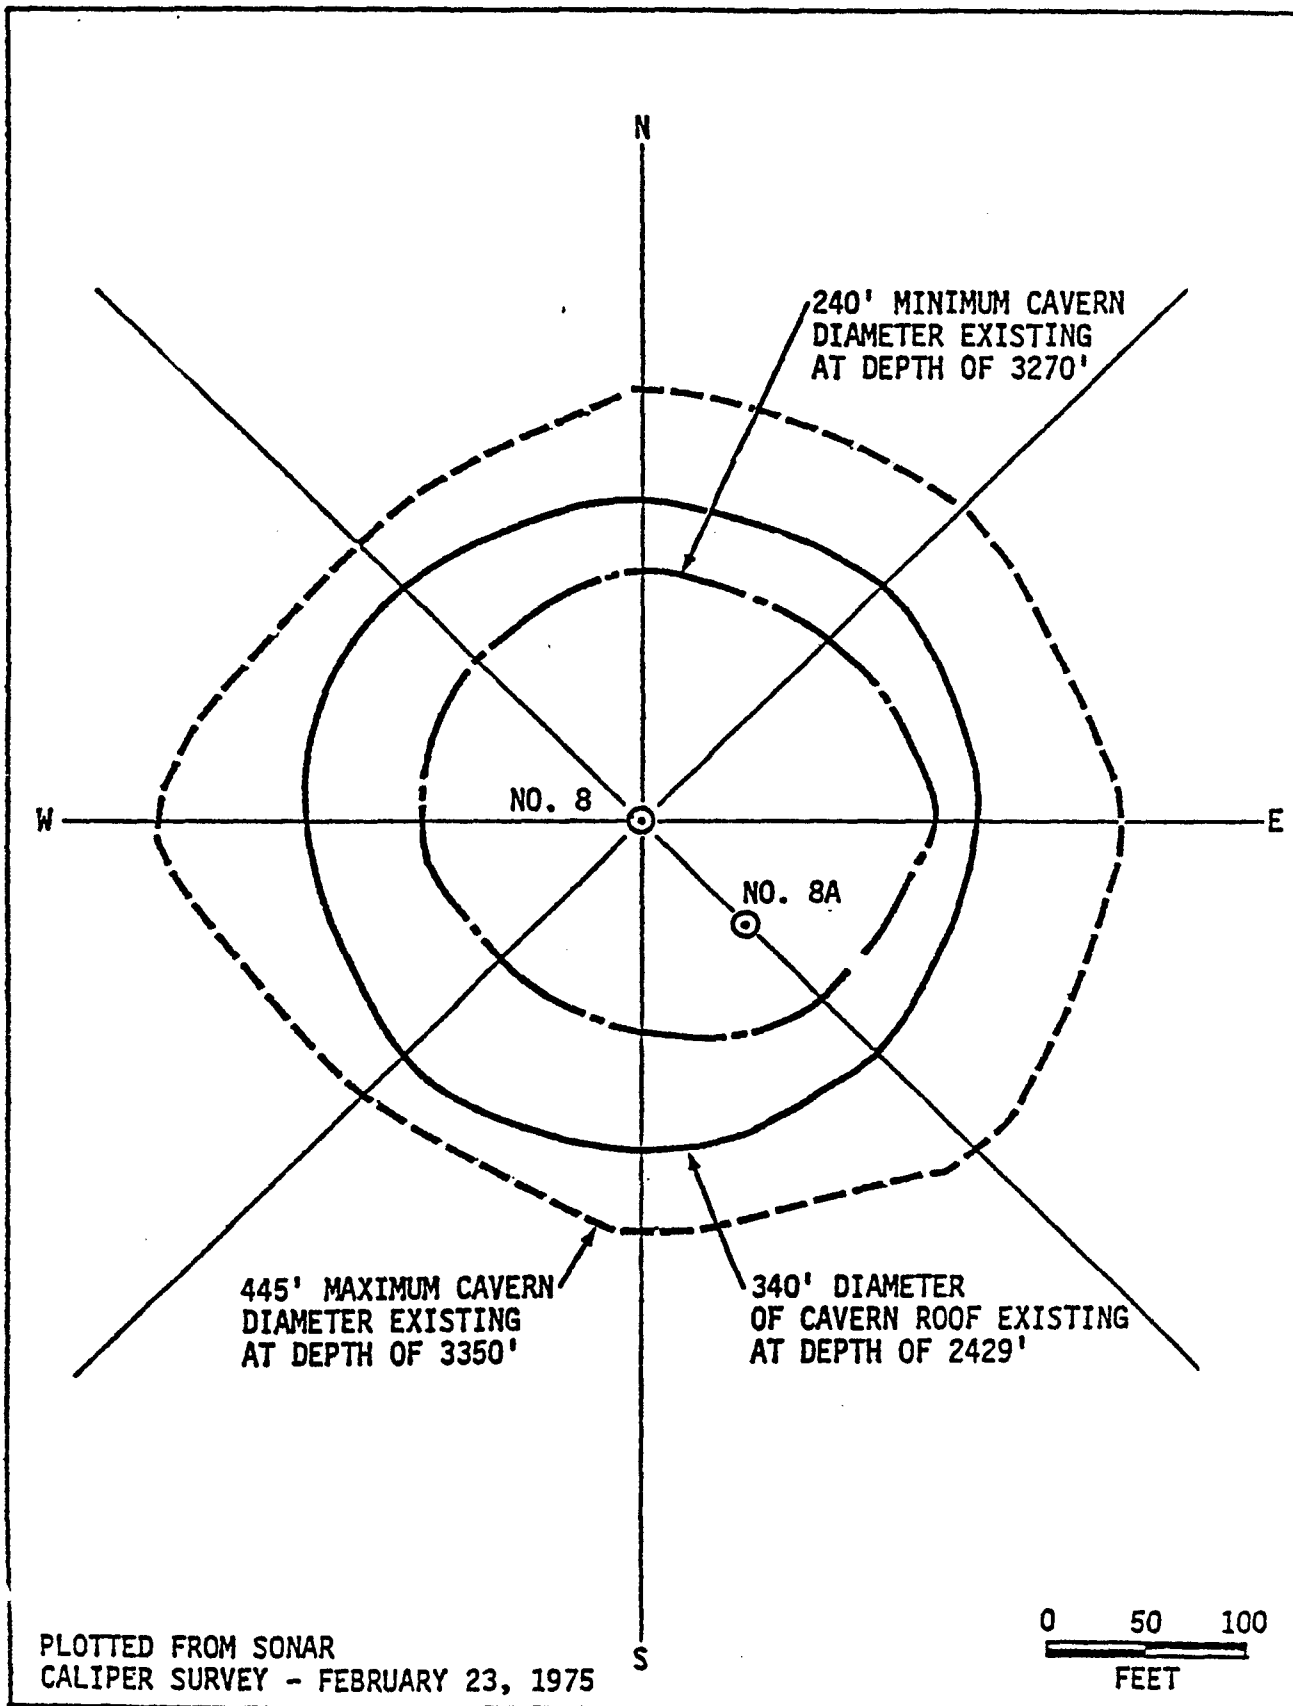 N
240' MINIMUM CAVERN
DIAMETER EXISTING
AT DEPTH OF 3270'
NO. 8
W
E
NO. 8A
445' MAXIMUM CAVERN
DIAMETER EXISTING
AT DEPTH OF 3350'
340' DIAMETER
OF CAVERN ROOF EXISTING
AT DEPTH OF 2429'
S
0 50 100
FEET
PLOTTED FROM SONAR
CALIPER SURVEY - FEBRUARY 23, 1975